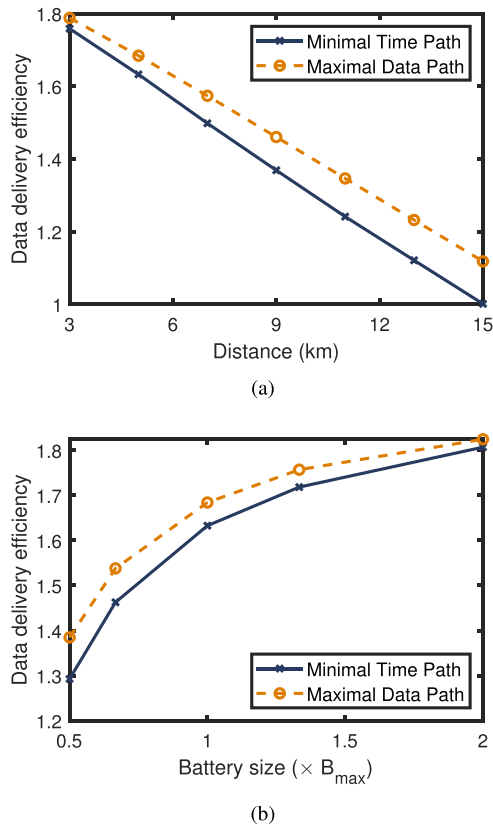 1.8
1.6
1.4
1.2
1
Data delivery efficiency
Minimal Time Path
Maximal Data Path
3
6
9
12
15
Distance (km)
(a)
1.8
1.7
1.6
1.5
1.4
1.3
1.2
Data delivery efficiency
Minimal Time Path
Maximal Data Path
0.5
1
1.5
2
Battery size (× Bmax)
(b)